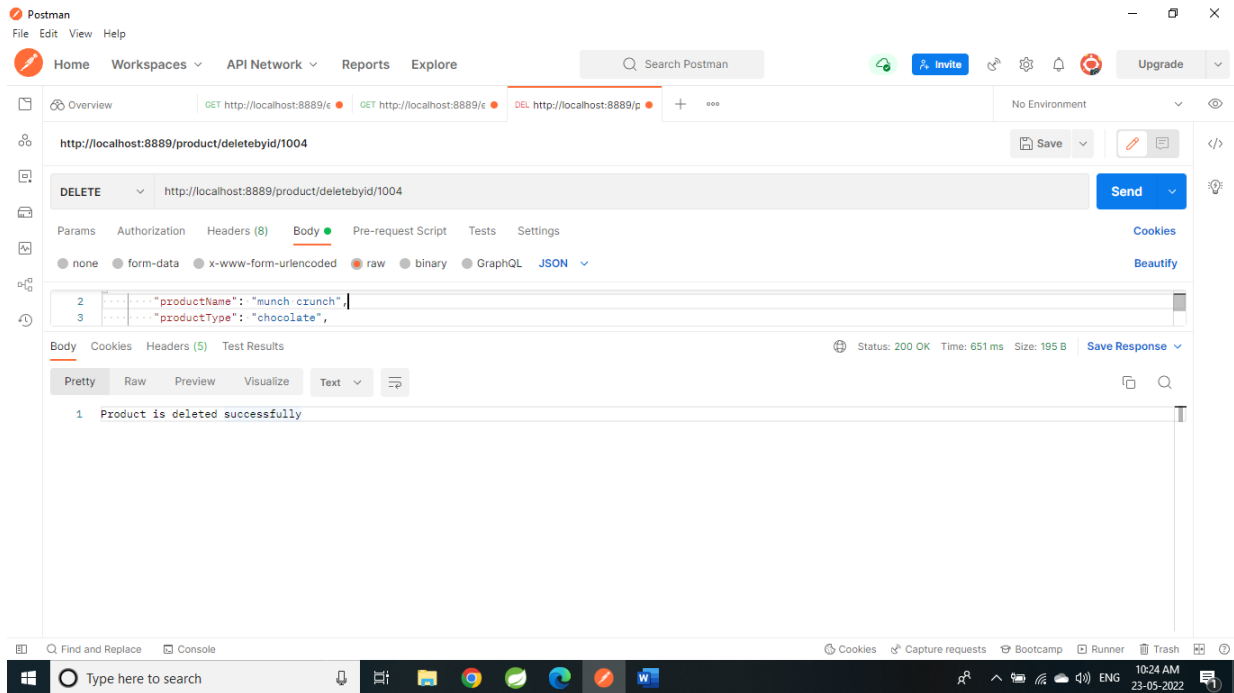 Postman
File Edit View Help
Home Workspaces API Network Reports Explore Search Postman Invite Upgrade
Overview GET http://localhost:8889/e GET http://localhost:8889/e DEL http://localhost:8889/p No Environment
http://localhost:8889/product/deletebyid/1004 Save
DELETE http://localhost:8889/product/deletebyid/1004 Send
Params Authorization Headers (8) Body Pre-request Script Tests Settings Cookies
none form-data x-www-form-urlencoded raw binary GraphQL JSON Beautify
2 "productName": "munch crunch",
3 "productType": "chocolate",
Body Cookies Headers (5) Test Results Status: 200 OK Time: 651 ms Size: 195 B Save Response
Pretty Raw Preview Visualize Text
1 Product is deleted successfully
Find and Replace Console Cookies Capture requests Bootcamp Runner Trash
Type here to search W ENG 10:24 AM
23-05-2022 1